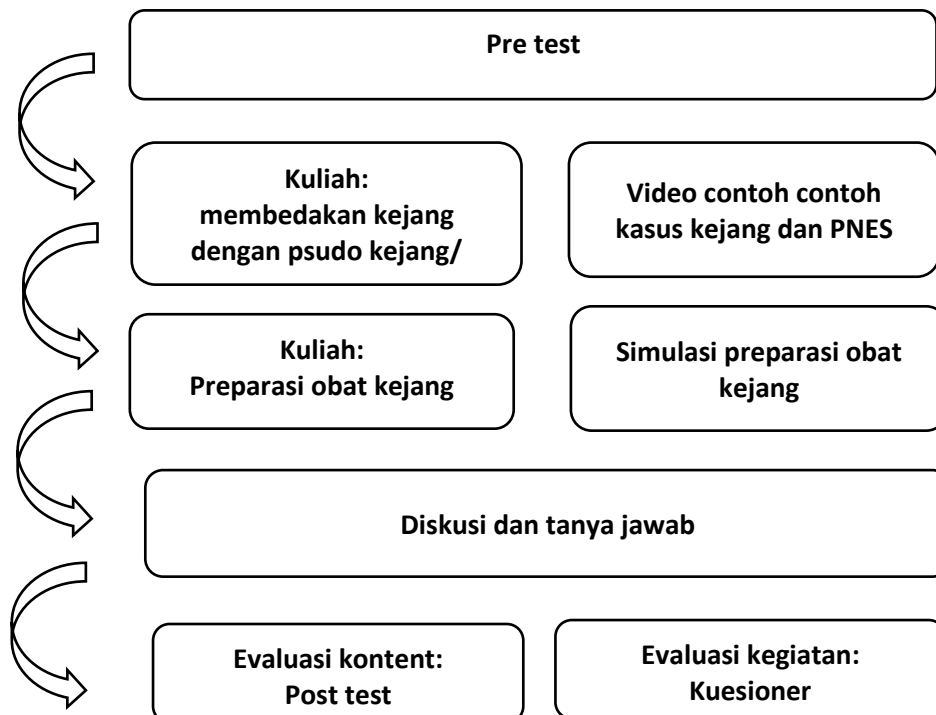 Pre test
Kuliah:
membedakan kejang
dengan psudo kejang/
Video contoh contoh
kasus kejang dan PNES
Kuliah:
Preparasi obat kejang
Simulasi preparasi obat
kejang
Diskusi dan tanya jawab
Evaluasi kontent:
Post test
Evaluasi kegiatan:
Kuesioner